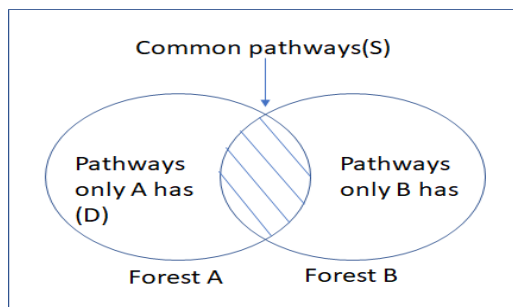 Common pathways(S)
Pathways
only A has
(D)
Pathways
only B has
Forest A
Forest B